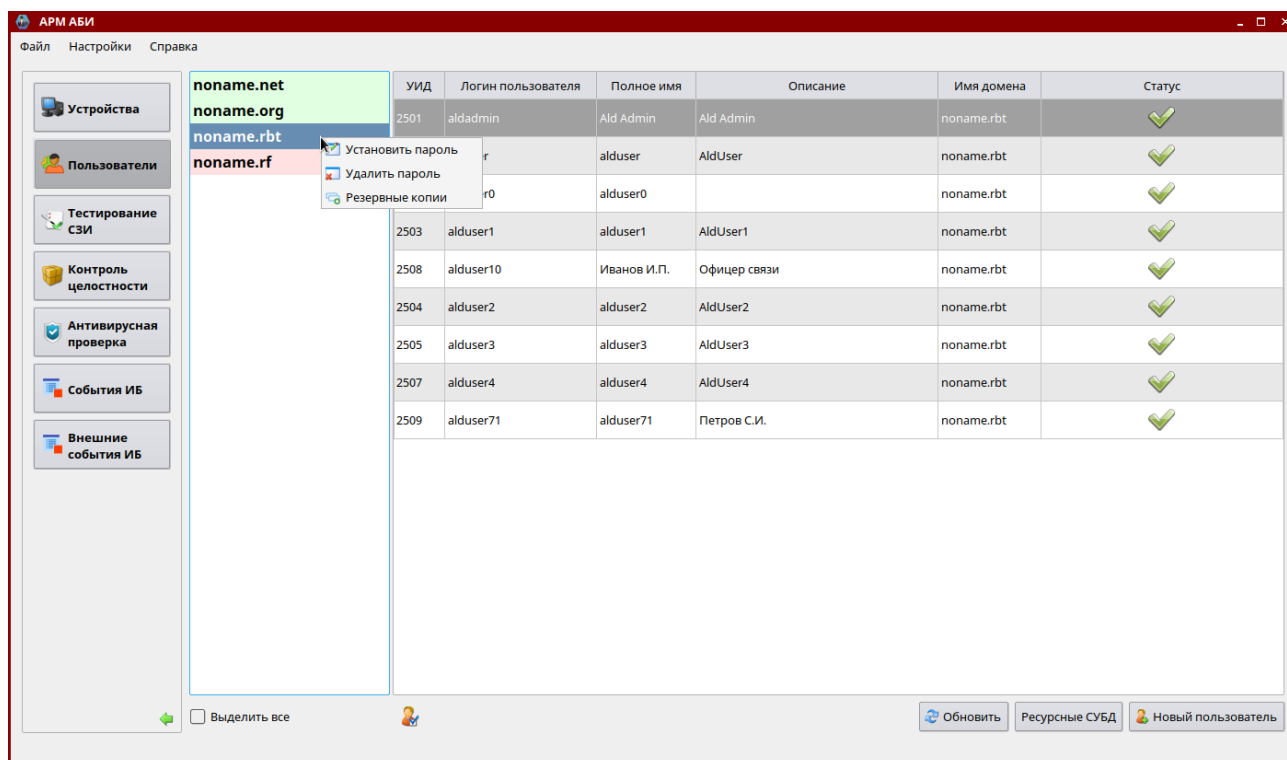 АРМ АБИ
Файл Настройки Справка
Устройства
Пользователи
Тестирование
СЗИ
Контроль
целостности
Антивирусная
проверка
События ИБ
Внешние
события ИБ
noname.net
noname.org
noname.rbt
noname.rf
Установить пароль
Удалить пароль
Резервные копии
УИД Логин пользователя Полное имя Описание Имя домена Статус
2501 aldadmin Ald Admin Ald Admin noname.rbt
alduser AldUser noname.rbt
alduser0 noname.rbt
2503 alduser1 alduser1 AldUser1 noname.rbt
2508 alduser10 Иванов И.П. Офицер связи noname.rbt
2504 alduser2 alduser2 AldUser2 noname.rbt
2505 alduser3 alduser3 AldUser3 noname.rbt
2507 alduser4 alduser4 AldUser4 noname.rbt
2509 alduser71 alduser71 Петров С.И. noname.rbt
Выделить все
Обновить Ресурсные СУБД Новый пользователь